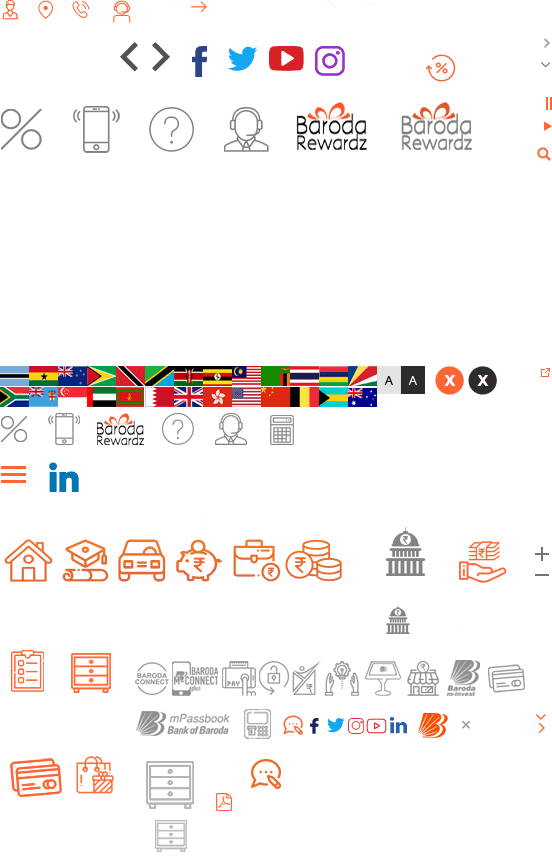 %
Baroda
Rewardz
Baroda
Rewardz
%
?
A A X X
%
Baroda
Rewardz
?
in
₹
₹
₹
₹
₹
BARODA
CONNECT
BARODA
M-CONNECT
plus
PAY
₹
₹
Baroda
m-invest
mPassbook
Bank of Baroda
in